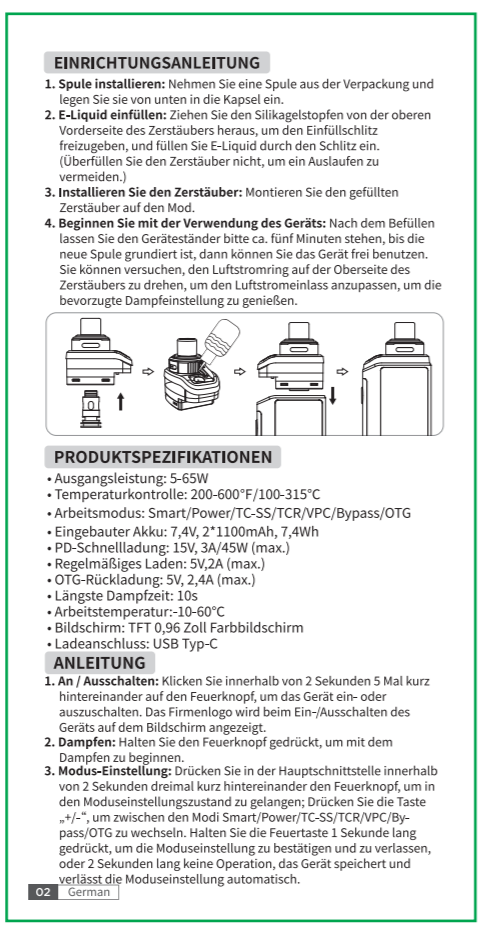 EINRICHTUNGSANLEITUNG
1. Spule installieren: Nehmen Sie eine Spule aus der Verpackung und
legen Sie sie von unten in die Kapsel ein.
2. E-Liquid einfüllen: Ziehen Sie den Silikagelstopfen von der oberen
Vorderseite des Zerstäubers heraus, um den Einfüllschlitz
freizugeben, und füllen Sie E-Liquid durch den Schlitz ein.
(Überfüllen Sie den Zerstäuber nicht, um ein Auslaufen zu
vermeiden.)
3. Installieren Sie den Zerstäuber: Montieren Sie den gefüllten
Zerstäuber auf den Mod.
4. Beginnen Sie mit der Verwendung des Geräts: Nach dem Befüllen
lassen Sie den Geräteständer bitte ca. fünf Minuten stehen, bis die
neue Spule grundiert ist, dann können Sie das Gerät frei benutzen.
Sie können versuchen, den Luftstromring auf der Oberseite des
Zerstäubers zu drehen, um den Luftstromeinlass anzupassen, um die
bevorzugte Dampfeinstellung zu genießen.
PRODUKTSPEZIFIKATIONEN
• Ausgangsleistung: 5-65W
• Temperaturkontrolle: 200-600°F/100-315°C
• Arbeitsmodus: Smart/Power/TC-SS/TCR/VPC/Bypass/OTG
• Eingebauter Akku: 7,4V, 2*1100mAh, 7,4Wh
• PD-Schnellladung: 15V, 3A/45W (max.)
• Regelmäßiges Laden: 5V,2A (max.)
• OTG-Rückladung: 5V, 2,4A (max.)
• Längste Dampfzeit: 10s
• Arbeitstemperatur:-10-60°C
• Bildschirm: TFT 0,96 Zoll Farbbildschirm
• Ladeanschluss: USB Typ-C
ANLEITUNG
1. An / Ausschalten: Klicken Sie innerhalb von 2 Sekunden 5 Mal kurz
hintereinander auf den Feuerknopf, um das Gerät ein- oder
auszuschalten. Das Firmenlogo wird beim Ein-/Ausschalten des
Geräts auf dem Bildschirm angezeigt.
2. Dampfen: Halten Sie den Feuerknopf gedrückt, um mit dem
Dampfen zu beginnen.
3. Modus-Einstellung: Drücken Sie in der Hauptschnittstelle innerhalb
von 2 Sekunden dreimal kurz hintereinander den Feuerknopf, um in
den Moduseinstellungszustand zu gelangen; Drücken Sie die Taste
„+/-“, um zwischen den Modi Smart/Power/TC-SS/TCR/VPC/By-
pass/OTG zu wechseln. Halten Sie die Feuertaste 1 Sekunde lang
gedrückt, um die Moduseinstellung zu bestätigen und zu verlassen,
oder 2 Sekunden lang keine Operation, das Gerät speichert und
verlässt die Moduseinstellung automatisch.
02 German